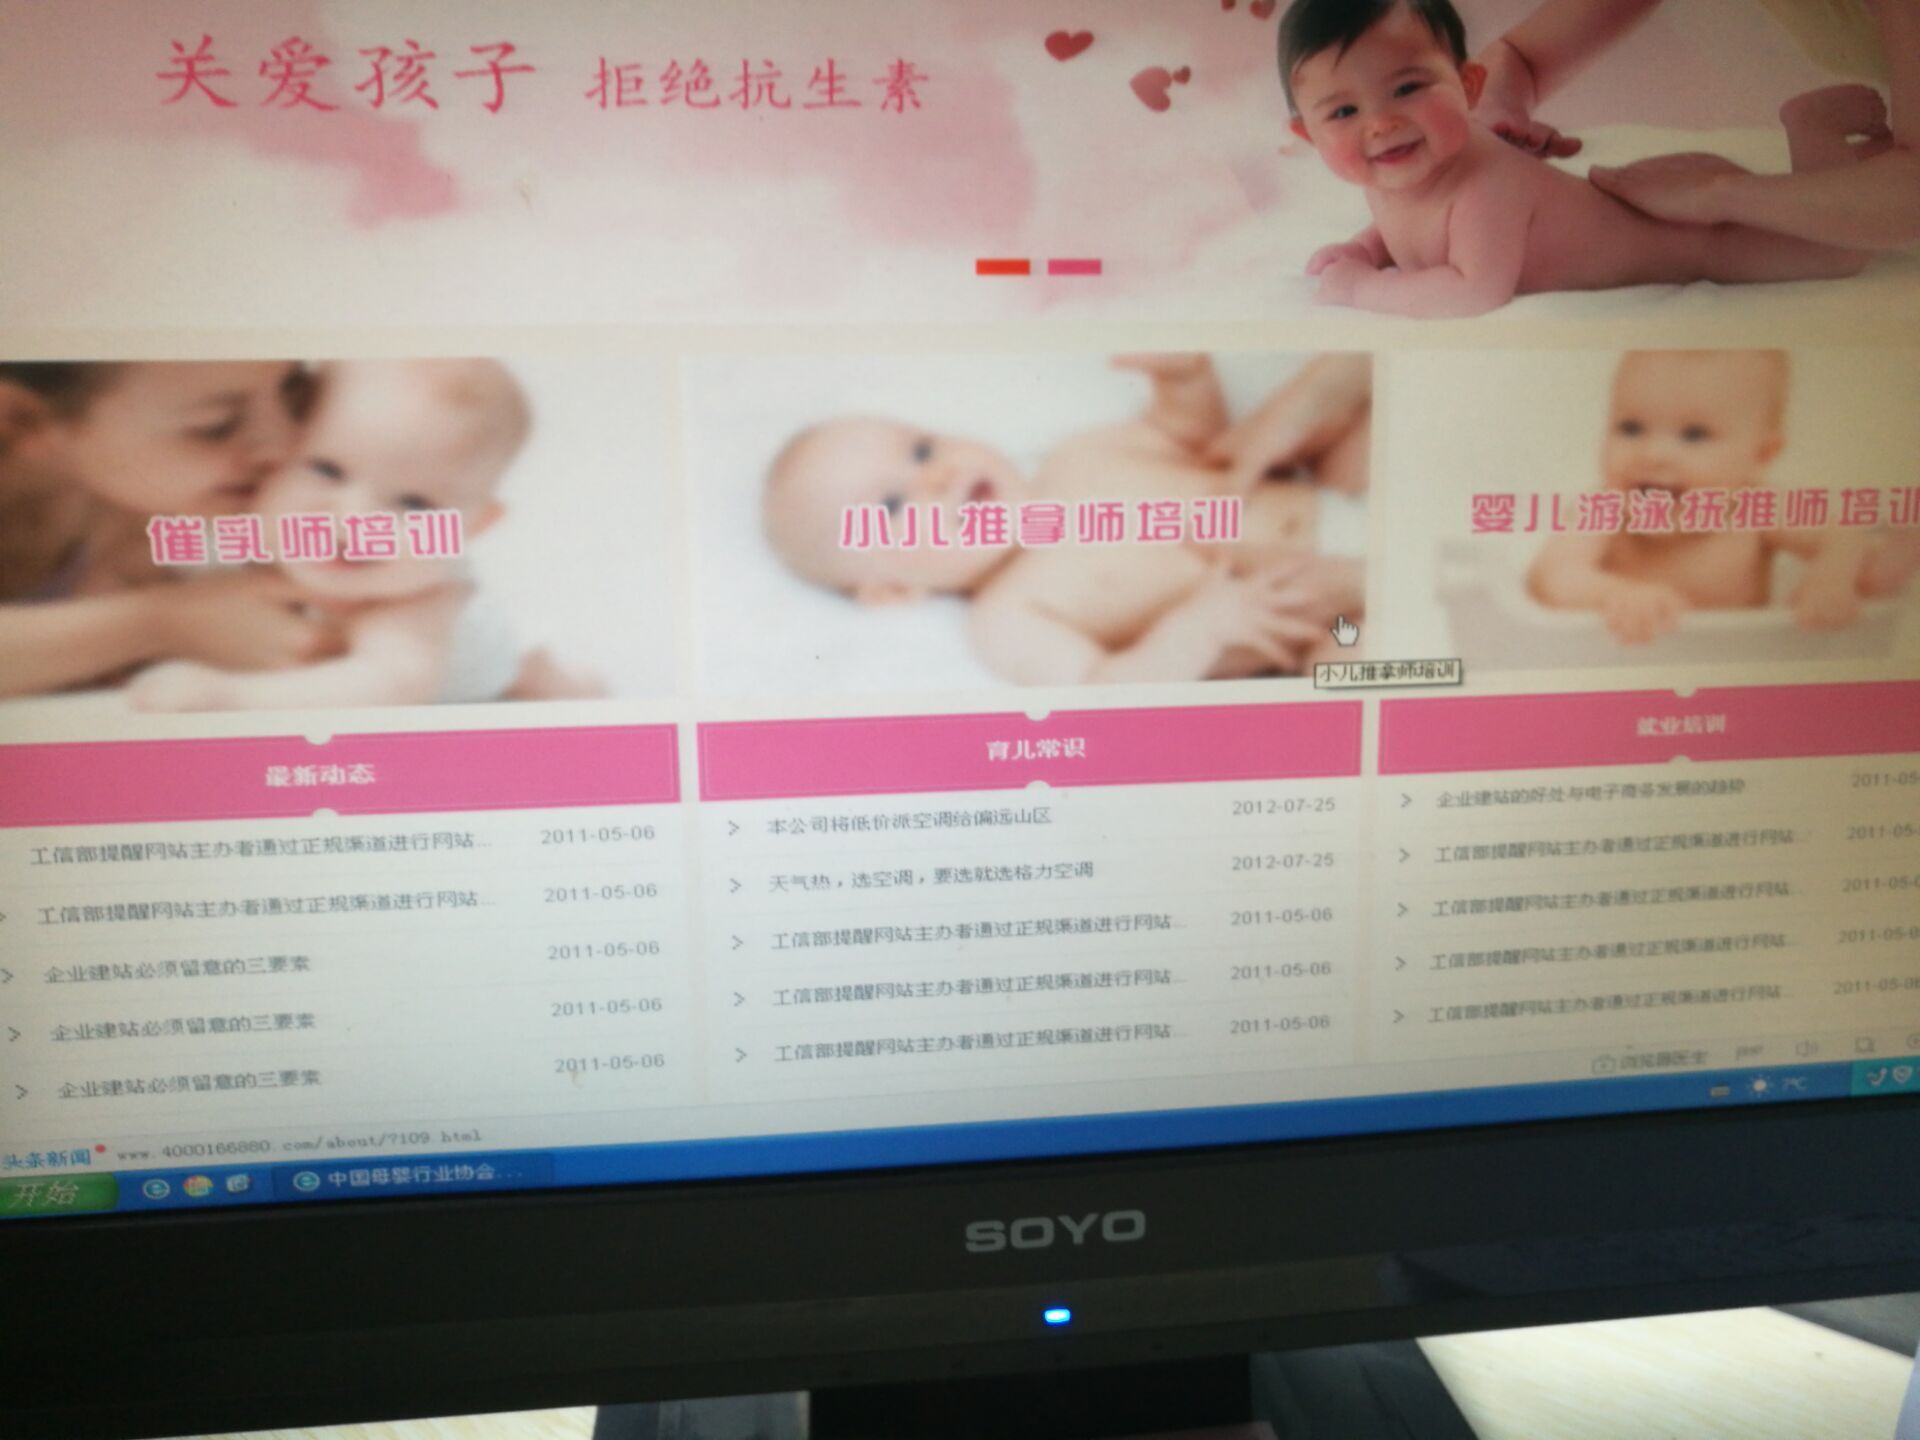 关爱孩子 拒绝抗生素
催乳师培训
小儿推拿师培训
婴儿游泳抚推师培训
小儿推拿师培训
最新动态
工信部提醒网站主办者通过正规渠道进行网站... 2011-05-06
工信部提醒网站主办者通过正规渠道进行网站... 2011-05-06
企业建站必须留意的三要素 2011-05-06
企业建站必须留意的三要素 2011-05-06
企业建站必须留意的三要素 2011-05-06
育儿常识
本公司将低价派空调给偏远山区 2012-07-25
天气热，选空调，要选就选格力空调 2012-07-25
工信部提醒网站主办者通过正规渠道进行网站... 2011-05-06
工信部提醒网站主办者通过正规渠道进行网站... 2011-05-06
工信部提醒网站主办者通过正规渠道进行网站... 2011-05-06
就业培训
企业建站的好处与电子商务发展的趋势 2011-05-
工信部提醒网站主办者通过正规渠道进行网站... 2011-05-
工信部提醒网站主办者通过正规渠道进行网站... 2011-05-0
工信部提醒网站主办者通过正规渠道进行网站... 2011-05-0
工信部提醒网站主办者通过正规渠道进行网站... 2011-05-06
浏览器医生
头条新闻 www.4000166880.com/about/?109.html
7℃
开始 中国母婴行业协会...
SOYO